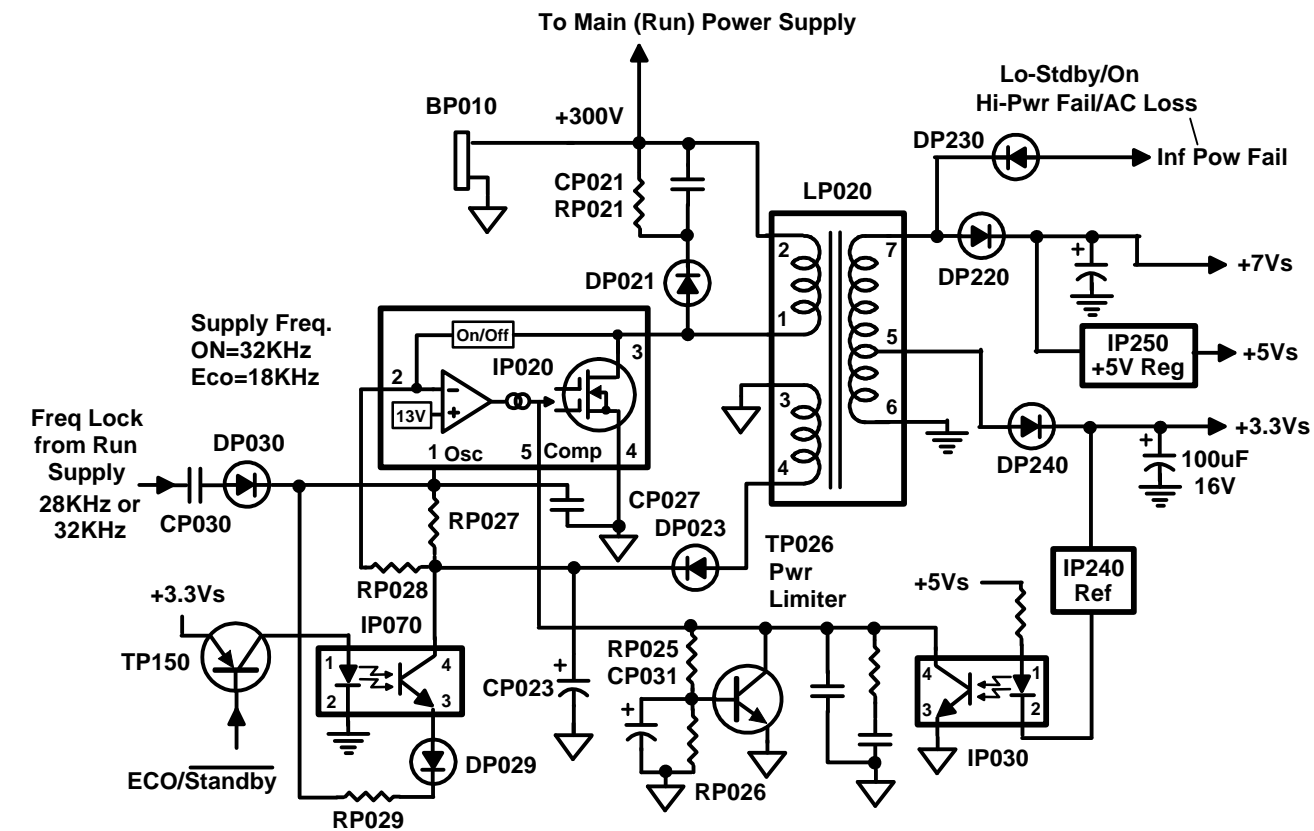 To Main (Run) Power Supply
Lo-Stdby/On
Hi-Pwr Fail/AC Loss
BP010
+300V
DP230
Inf Pow Fail
CP021
RP021
LP020
2
7
+
+7Vs
DP220
DP021
1
Supply Freq.
ON=32KHz
Eco=18KHz
On/Off
3
IP020
5
IP250
+5V Reg
+5Vs
2
−
13V
+
3
6
Freq Lock
from Run
Supply
28KHz or
32KHz
DP030
1 Osc
5 Comp
4
4
DP240
+
+3.3Vs
100uF
16V
CP030
RP027
CP027
DP023
TP026
Pwr
Limiter
RP028
+5Vs
IP240
Ref
+3.3Vs
IP070
TP150
1
4
2
3
CP023
+
RP025
CP031
+
4
1
3
2
IP030
ECO/Standby
DP029
RP026
RP029